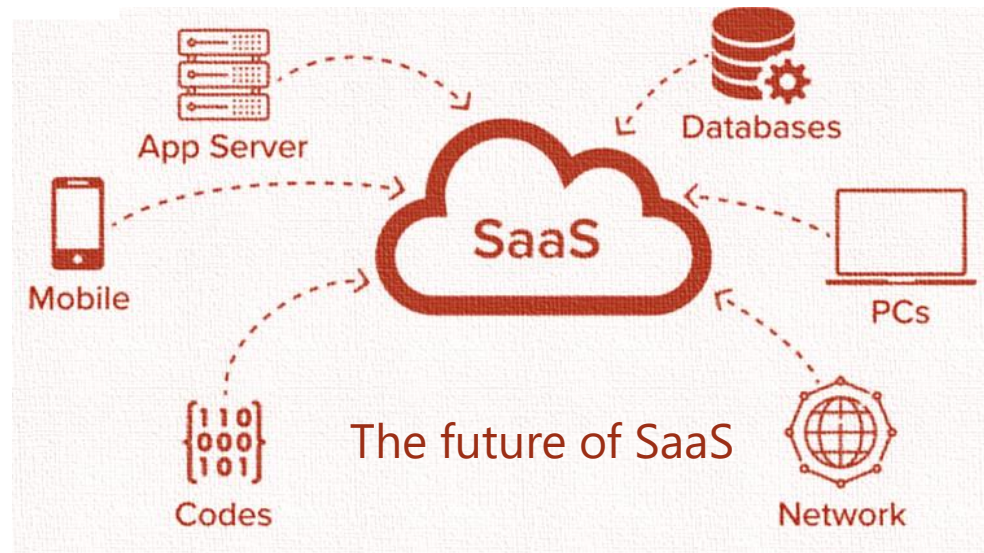 App Server
Databases
Mobile
SaaS
PCs
110
000
101
The future of SaaS
Codes
Network